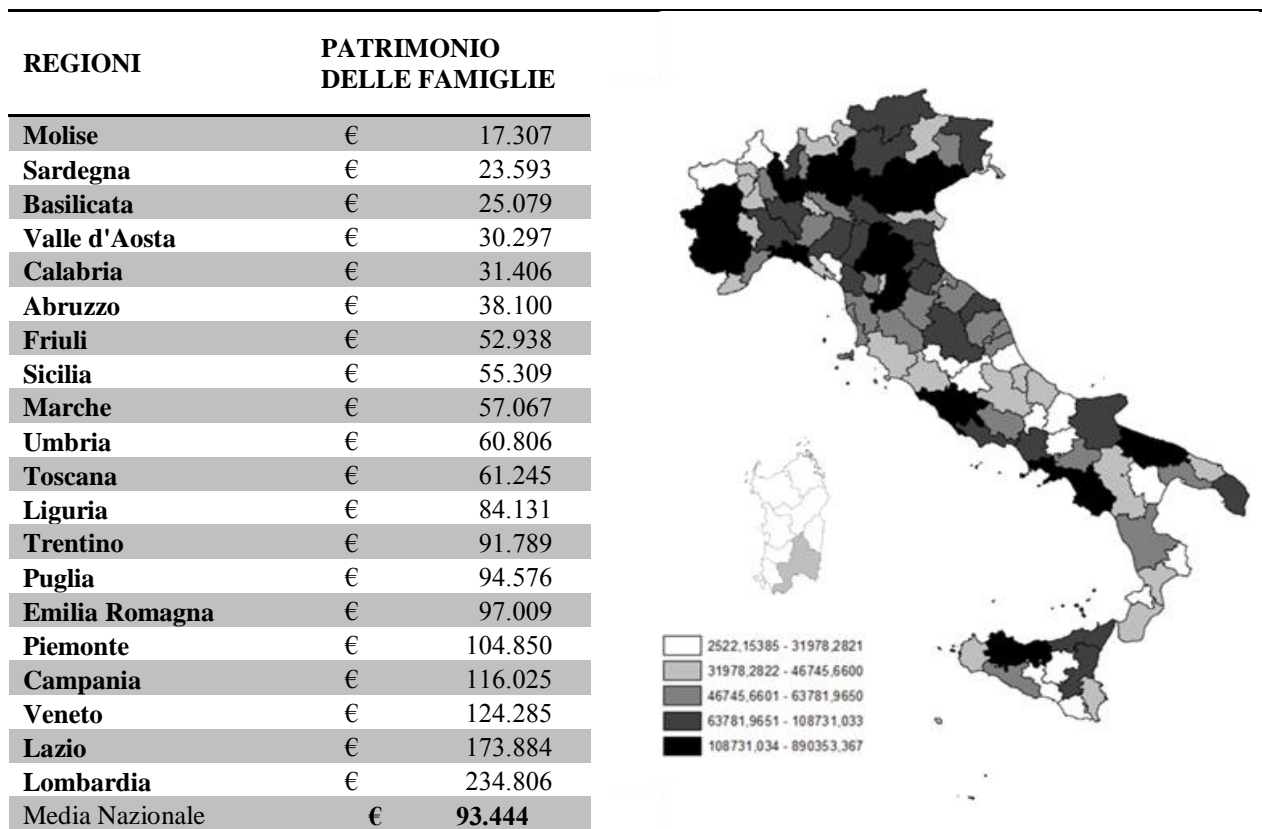 REGIONI PATRIMONIO
DELLE FAMIGLIE
Molise € 17.307
Sardegna € 23.593
Basilicata € 25.079
Valle d'Aosta € 30.297
Calabria € 31.406
Abruzzo € 38.100
Friuli € 52.938
Sicilia € 55.309
Marche € 57.067
Umbria € 60.806
Toscana € 61.245
Liguria € 84.131
Trentino € 91.789
Puglia € 94.576
Emilia Romagna € 97.009
Piemonte € 104.850
Campania € 116.025
Veneto € 124.285
Lazio € 173.884
Lombardia € 234.806
Media Nazionale € 93.444
2522,15385 - 31978,2821
31978,2822 - 46745,6600
46745,6601 - 63781,9650
63781,9651 - 108731,033
108731,034 - 890353,367